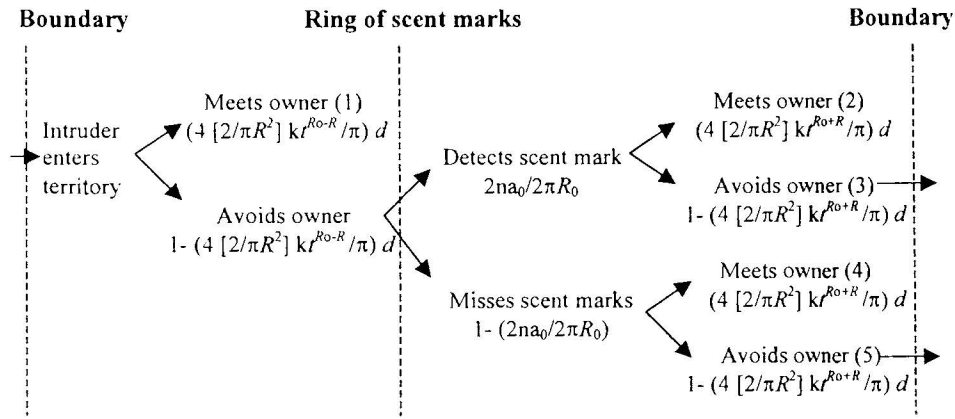 Boundary
Ring of scent marks
Boundary
Intruder
enters
territory
Meets owner (1)
(4 [2/πR²] kt^Ro-R/π) d
Avoids owner
1- (4 [2/πR²] kt^Ro-R/π) d
Detects scent mark
2na₀/2πR₀
Misses scent marks
1- (2na₀/2πR₀)
Meets owner (2)
(4 [2/πR²] kt^Ro+R/π) d
Avoids owner (3)
1- (4 [2/πR²] kt^Ro+R/π) d
Meets owner (4)
(4 [2/πR²] kt^Ro+R/π) d
Avoids owner (5)
1- (4 [2/πR²] kt^Ro+R/π) d